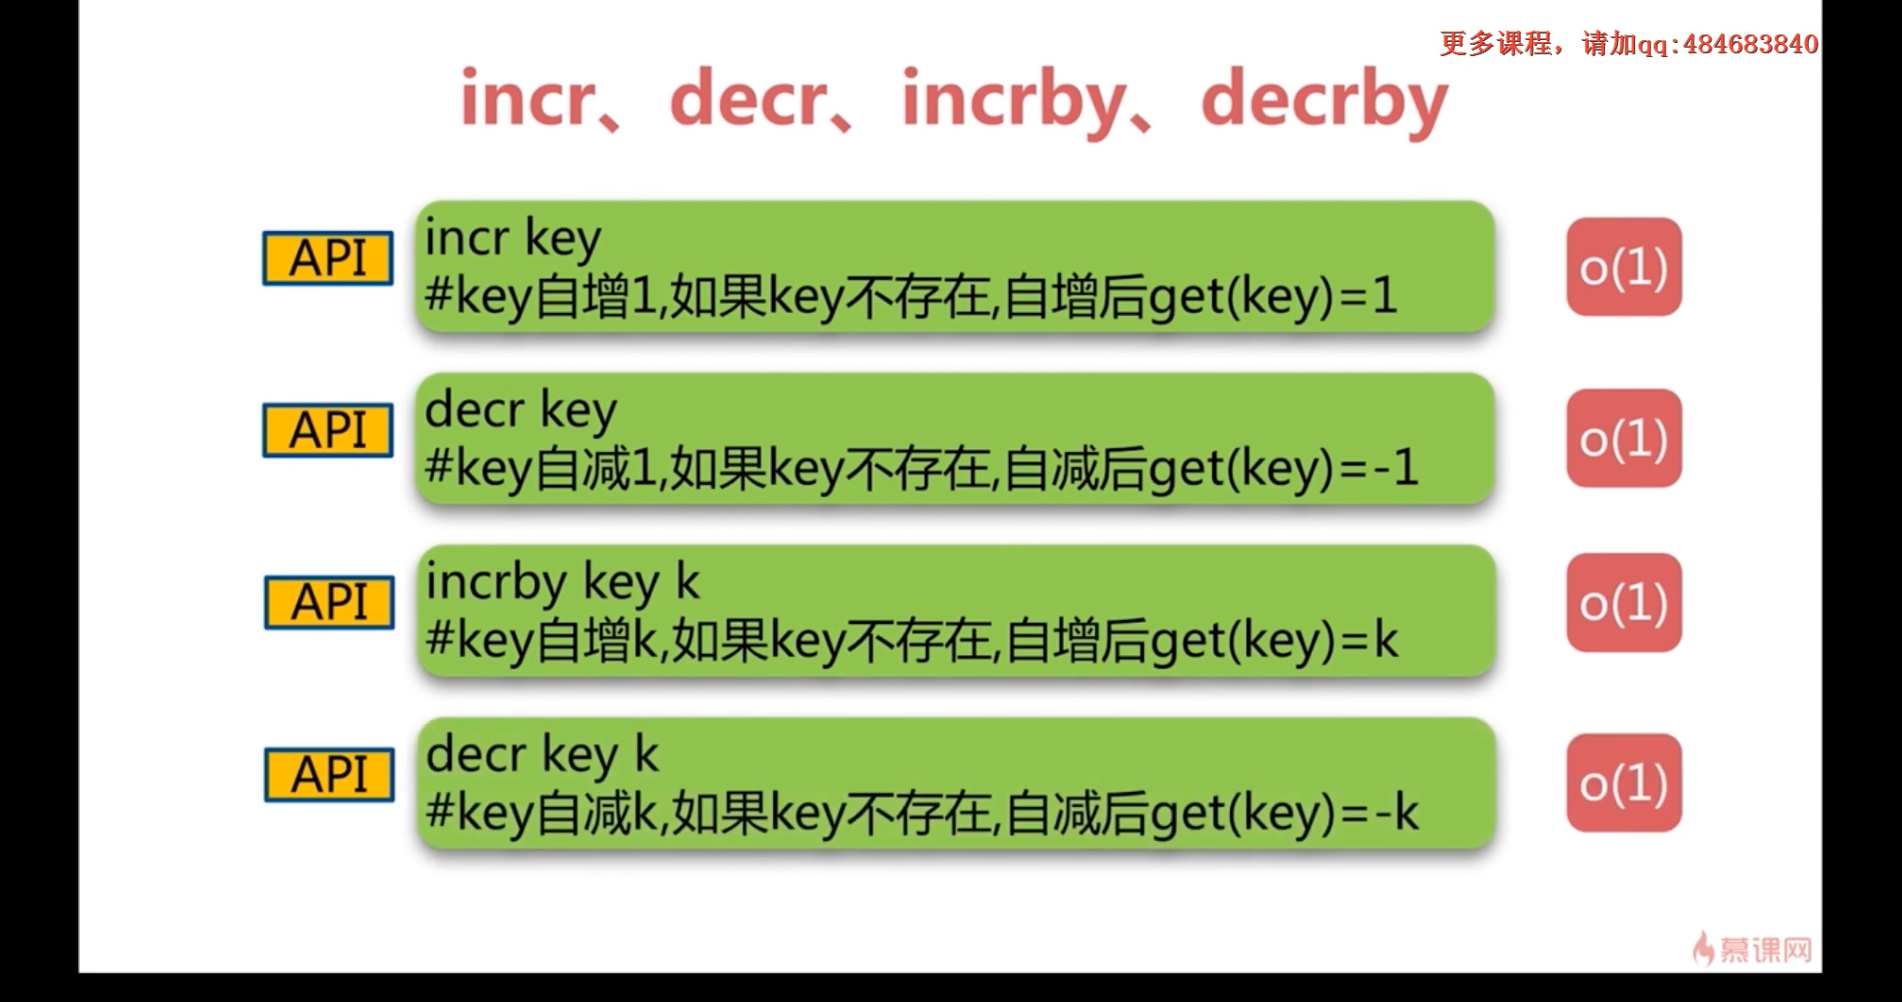 更多课程，请加qq:484683840
incr、decr、incrby、decrby
API
incr key
#key自增1,如果key不存在,自增后get(key)=1
o(1)
API
decr key
#key自减1,如果key不存在,自减后get(key)=-1
o(1)
API
incrby key k
#key自增k,如果key不存在,自增后get(key)=k
o(1)
API
decr key k
#key自减k,如果key不存在,自减后get(key)=-k
o(1)
慕课网